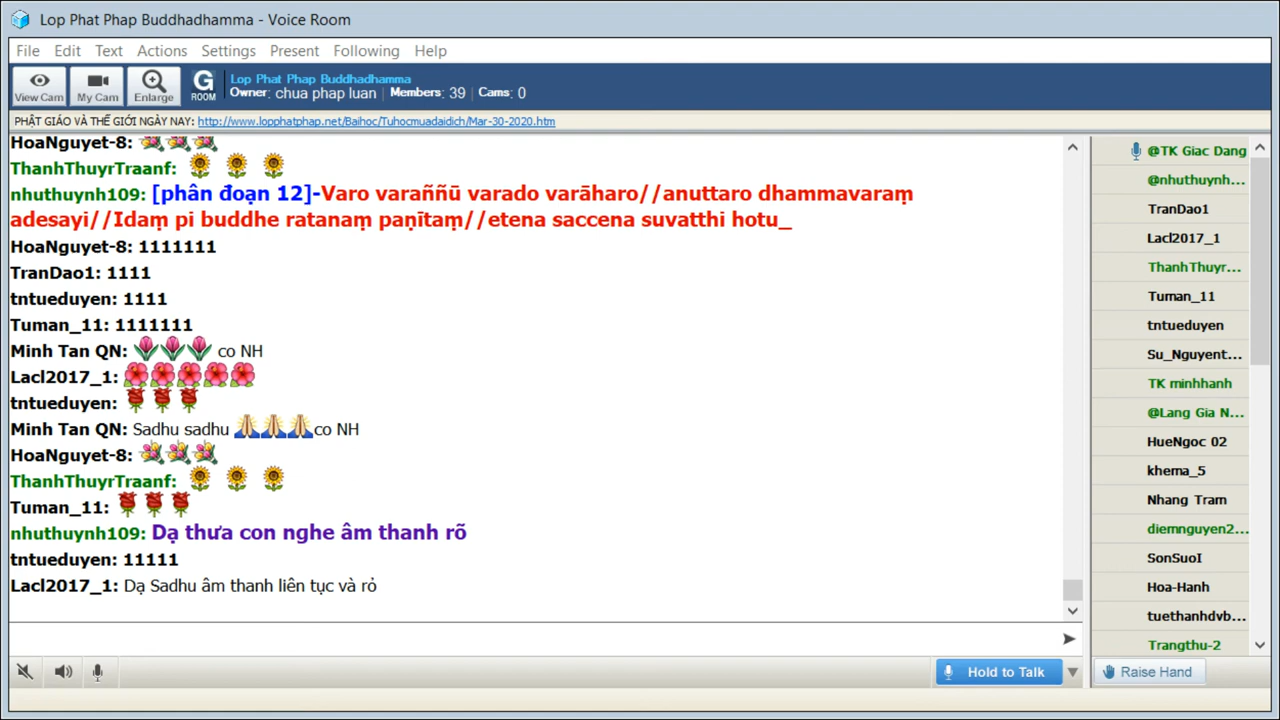 Lop Phat Phap Buddhadhamma - Voice Room
File Edit Text Actions Settings Present Following Help
View Cam My Cam Enlarge G ROOM
Lop Phat Phap Buddhadhamma
Owner: chua phap luan | Members: 39 | Cams: 0
PHẬT GIÁO VÀ THẾ GIỚI NGÀY NAY: http://www.lopphatphap.net/Baihoc/Tuhocmuadaidich/Mar-30-2020.htm
HoaNguyet-8:
ThanhThuyrTraanf:
nhuthuynh109: [phân đoạn 12]-Varo varaññū varado varāharo//anuttaro dhammavaraṃ
adesayi//Idaṃ pi buddhe ratanaṃ paṇītaṃ//etena saccena suvatthi hotu_
HoaNguyet-8: 1111111
TranDao1: 1111
tntueduyen: 1111
Tuman_11: 1111111
Minh Tan QN: co NH
Lacl2017_1:
tntueduyen:
Minh Tan QN: Sadhu sadhu co NH
HoaNguyet-8:
ThanhThuyrTraanf:
Tuman_11:
nhuthuynh109: Dạ thưa con nghe âm thanh rõ
tntueduyen: 11111
Lacl2017_1: Dạ Sadhu âm thanh liên tục và rỏ
@TK Giac Dang
@nhuthuynh...
TranDao1
Lacl2017_1
ThanhThuyr...
Tuman_11
tntueduyen
Su_Nguyent...
TK minhhanh
@Lang Gia N...
HueNgoc 02
khema_5
Nhang Tram
diemnguyen2...
SonSuoI
Hoa-Hanh
tuethanhdvb...
Trangthu-2
Hold to Talk
Raise Hand